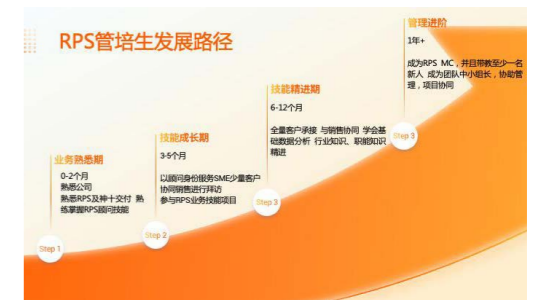 RPS管培生发展路径
业务熟悉期
0-2个月
熟悉公司
熟悉RPS及神十交付 熟
练掌握RPS顾问技能
Step 1
技能成长期
3-5个月
以顾问身份服务SME少量客户
协同销售进行拜访
参与RPS业务技能项目
Step 2
技能精进期
6-12个月
全量客户承接 与销售协同 学会基
础数据分析 行业知识、职能知识
精进
Step 3
管理进阶
1年+
成为RPS MC，并且带教至少一名
新人 成为团队中小组长，协助管
理，项目协同
Step 3